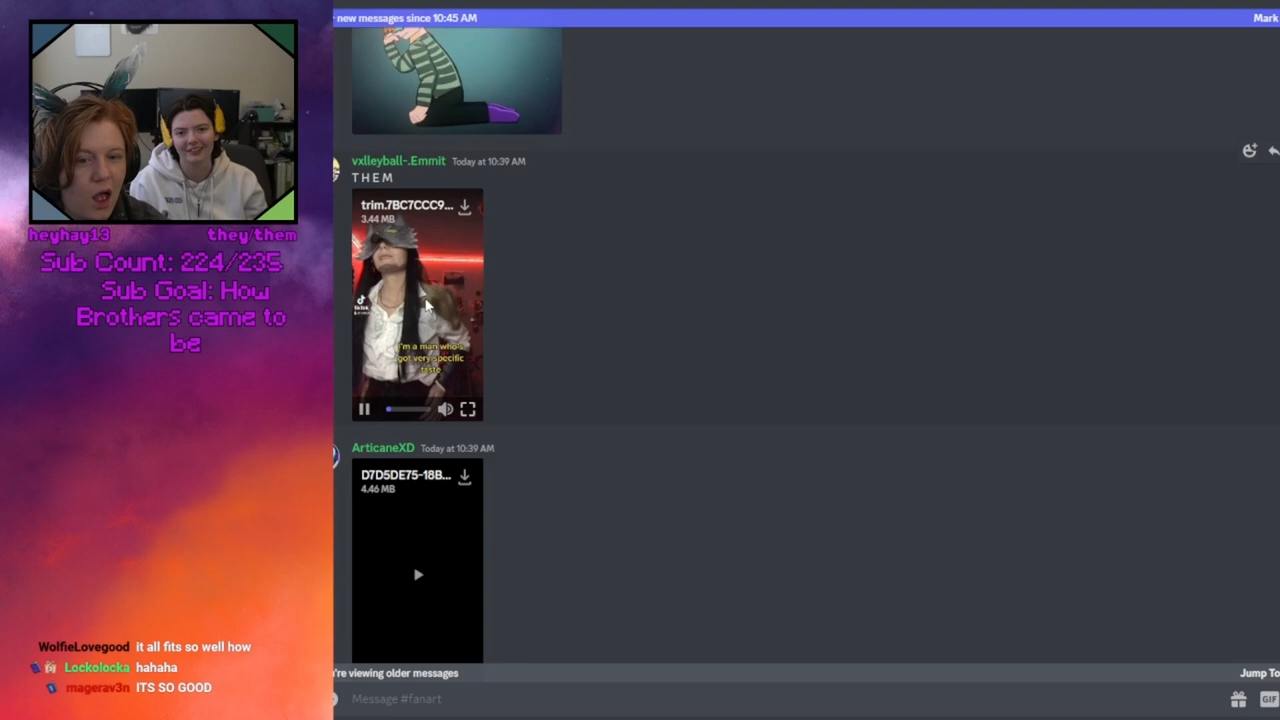 new messages since 10:45 AM
Mark
vxlleyball-.Emmit Today at 10:39 AM
T H E M
trim.7BC7CCC9...
3.44 MB
TikTok
I'm a man who's
got very specific
taste
ArticaneXD Today at 10:39 AM
D7D5DE75-18B...
4.46 MB
're viewing older messages
Jump To
Message #fanart
GIF
heyhay13 they/them
Sub Count: 224/235
Sub Goal: How
Brothers came to
be
WolfieLovegood it all fits so well how
Lockolocka hahaha
magerav3n ITS SO GOOD